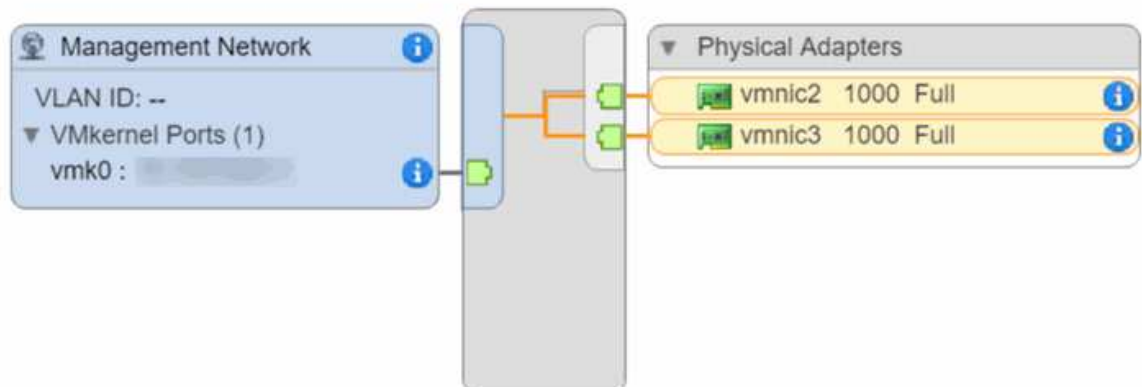 Management Network
VLAN ID: --
VMkernel Ports (1)
vmk0 :
Physical Adapters
vmnic2 1000 Full
vmnic3 1000 Full